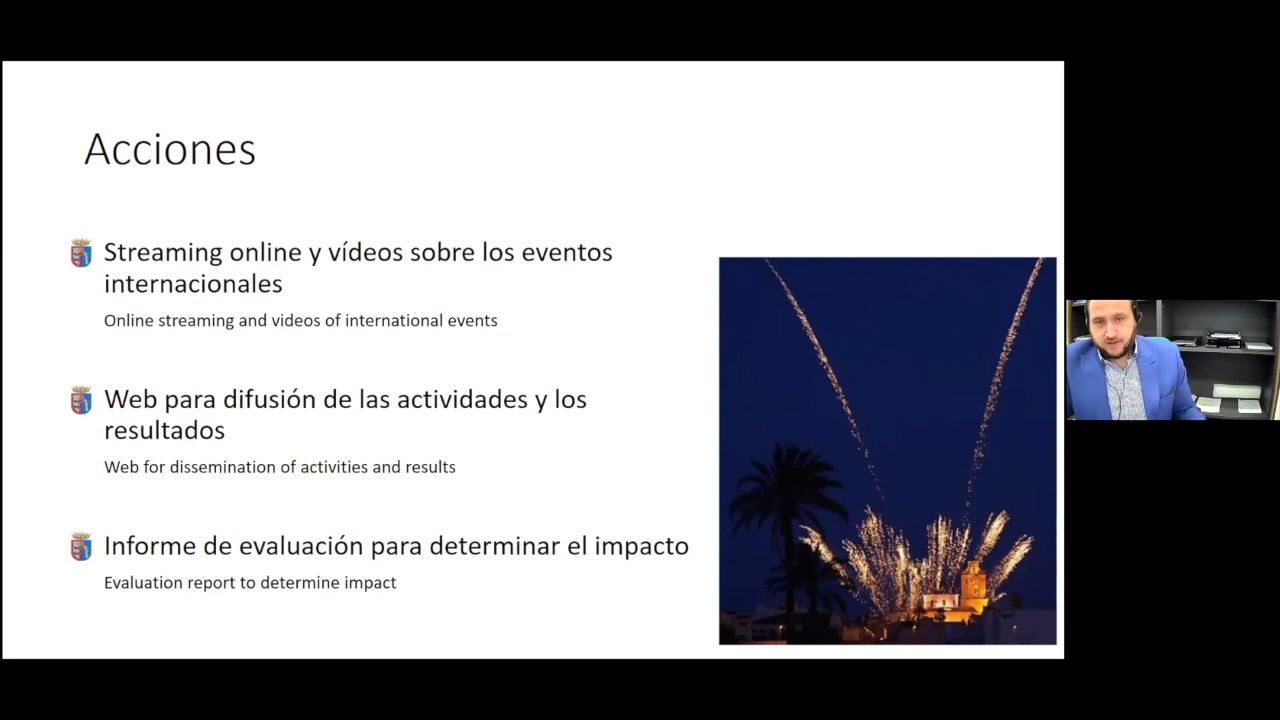 Acciones
Streaming online y vídeos sobre los eventos
internacionales
Online streaming and videos of international events
Web para difusión de las actividades y los
resultados
Web for dissemination of activities and results
Informe de evaluación para determinar el impacto
Evaluation report to determine impact